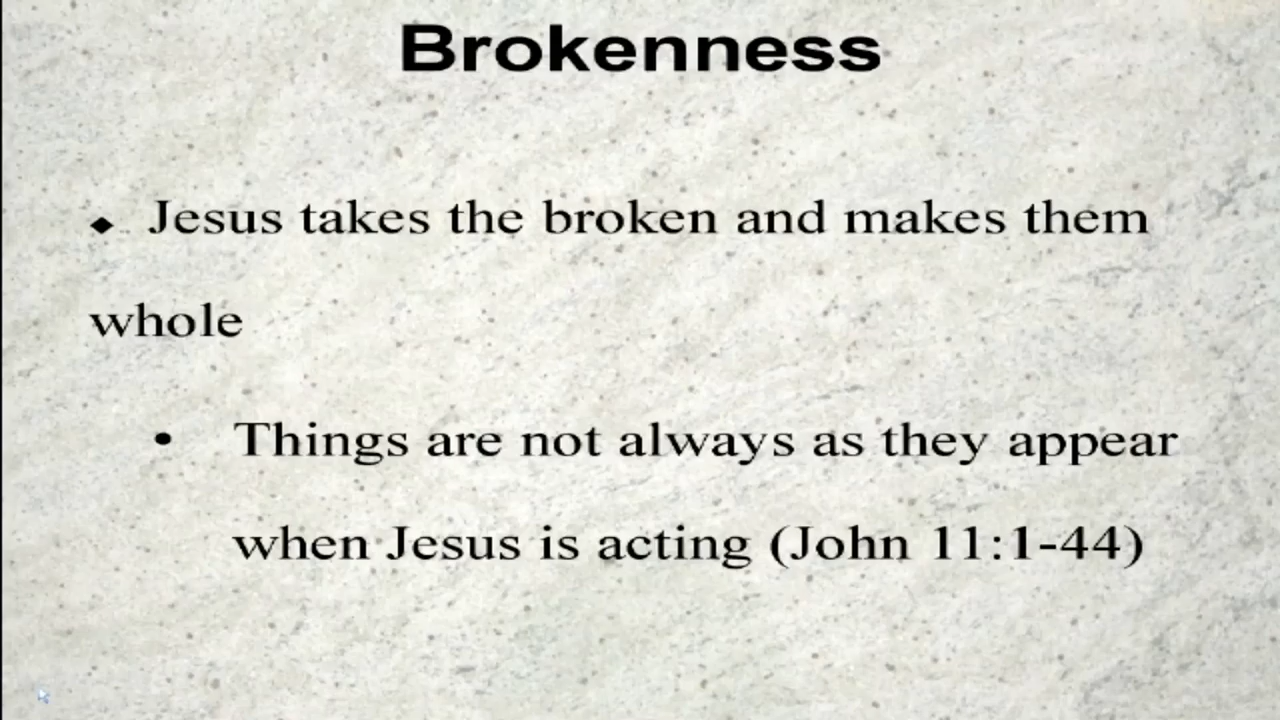 Brokenness
◆ Jesus takes the broken and makes them
whole
• Things are not always as they appear
when Jesus is acting (John 11:1-44)